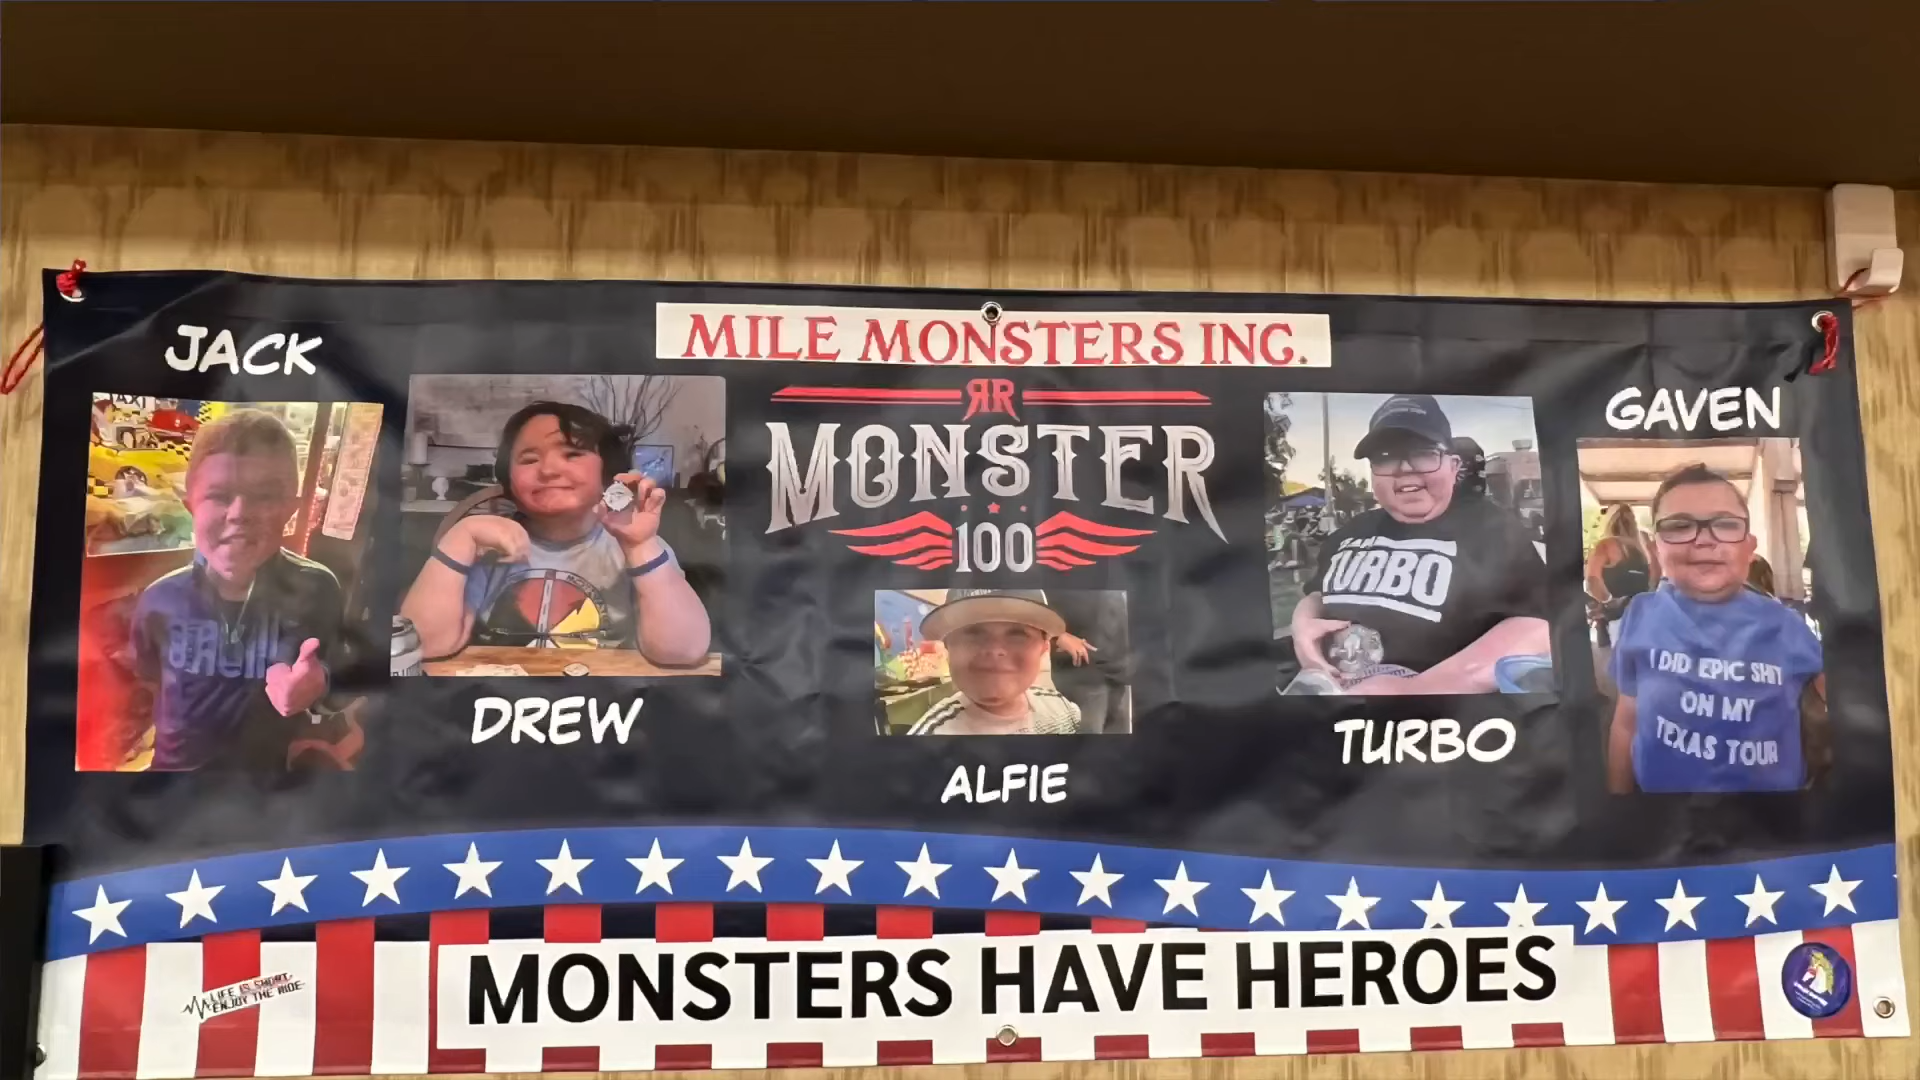 MILE MONSTERS INC.
RR
MONSTER
100
JACK
DREW
ALFIE
TURBO
GAVEN
TAXI
TURBO
I DID EPIC SHIT
ON MY
TEXAS TOUR
MONSTERS HAVE HEROES
LIFE IS SHORT
ENJOY THE RIDE